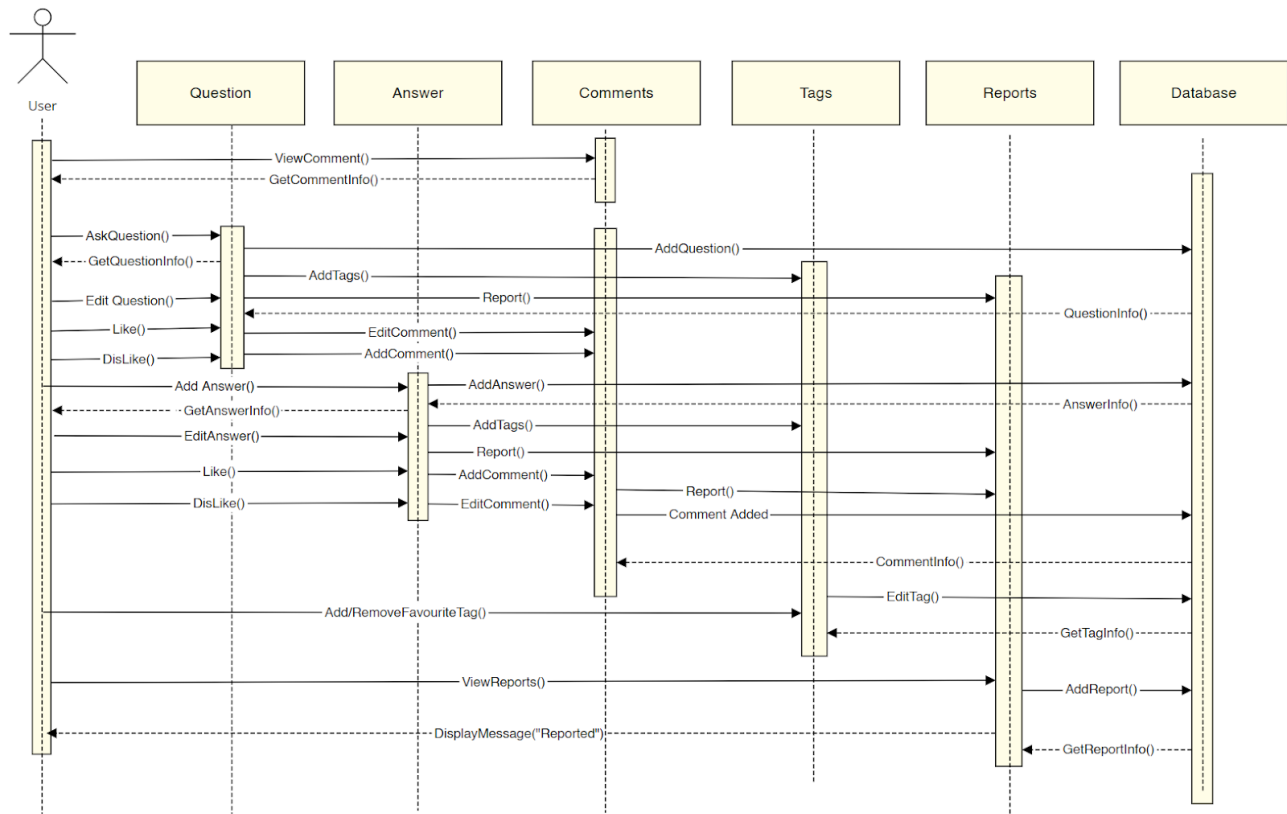 User
Question
Answer
Comments
Tags
Reports
Database
ViewComment()
GetCommentInfo()
AskQuestion()
AddQuestion()
GetQuestionInfo()
AddTags()
Edit Question()
Report()
QuestionInfo()
Like()
EditComment()
DisLike()
AddComment()
Add Answer()
AddAnswer()
GetAnswerInfo()
AnswerInfo()
EditAnswer()
AddTags()
Report()
Like()
AddComment()
Report()
DisLike()
EditComment()
Comment Added
CommentInfo()
EditTag()
Add/RemoveFavouriteTag()
GetTagInfo()
ViewReports()
AddReport()
DisplayMessage("Reported")
GetReportInfo()